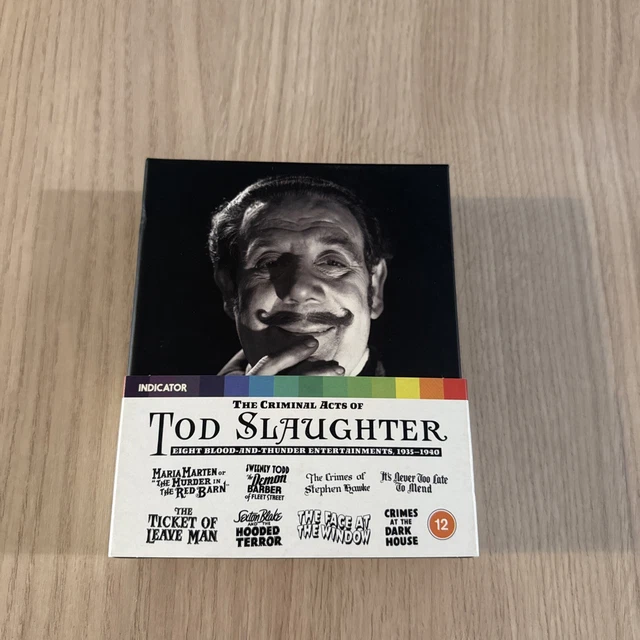 INDICATOR
THE CRIMINAL ACTS OF
TOD SLAUGHTER
EIGHT BLOOD-AND-THUNDER ENTERTAINMENTS, 1935–1940
MARIA MARTEN OR
"THE MURDER IN
THE RED BARN"
SWEENEY TODD
The Demon
BARBER
OF FLEET STREET
The Crimes of
Stephen Hawke
It's Never Too Late
To Mend
THE
TICKET OF
LEAVE MAN
Sexton Blake
AND THE
HOODED
TERROR
THE FACE AT
THE WINDOW
CRIMES
AT THE
DARK
HOUSE
12